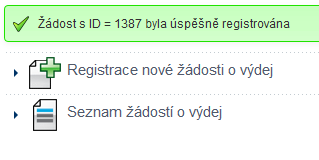 Žádost s ID = 1387 byla úspěšně registrována
Registrace nové žádosti o výdej
Seznam žádostí o výdej